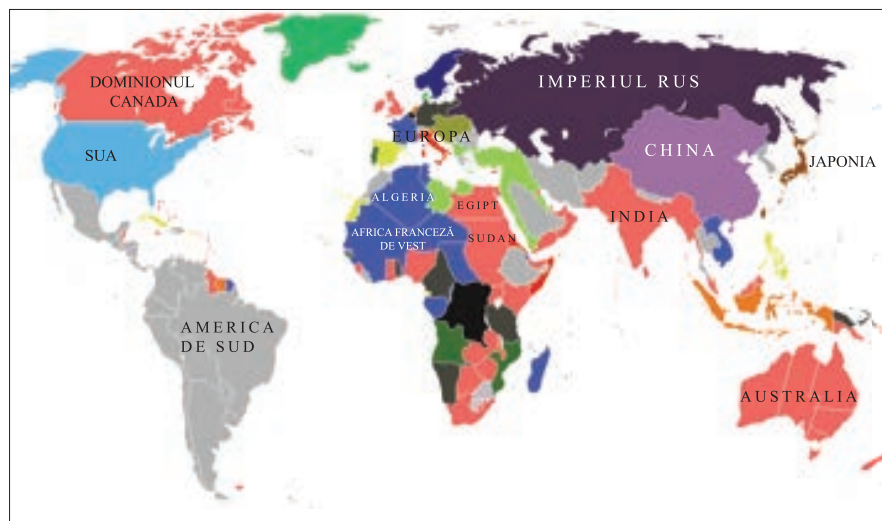 DOMINIONUL
CANADA
IMPERIUL RUS
SUA
EUROPA
CHINA
JAPONIA
ALGERIA
EGIPT
INDIA
AFRICA FRANCEZĂ
DE VEST
SUDAN
AMERICA
DE SUD
AUSTRALIA